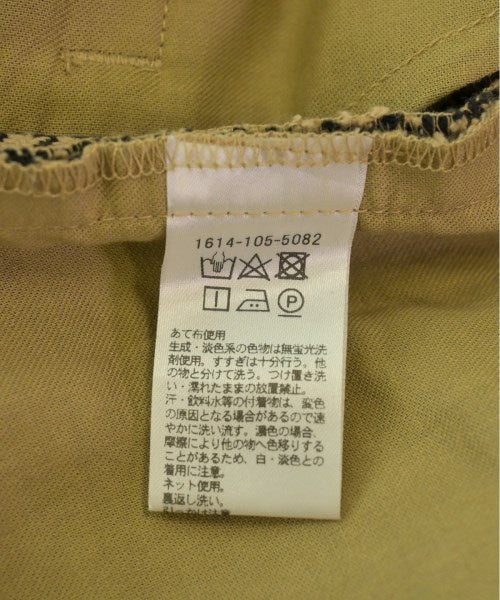 1614-105-5082
P
あて布使用
生成・淡色系の色物は無蛍光洗
剤使用。すすぎは十分行う。他
の物と分けて洗う。つけ置き洗
い・濡れたままの放置禁止。
汗・飲料水等の付着物は、変色
の原因となる場合があるので速
やかに洗い流す。濃色の場合、
摩擦により他の物へ色移りする
ことがあるため、白・淡色との
着用に注意。
ネット使用。
裏返し洗い。
引っかけ注意